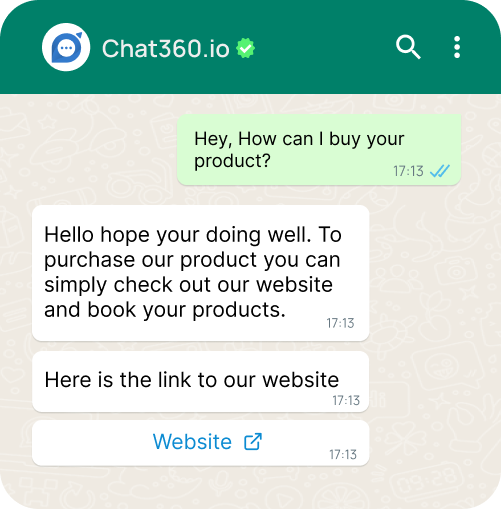 Chat360.io
Hey, How can I buy your
product?
17:13
Hello hope your doing well. To
purchase our product you can
simply check out our website
and book your products.
17:13
Here is the link to our website
17:13
Website
17:13